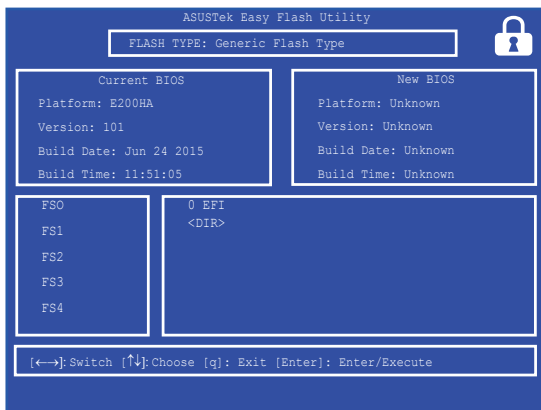 ASUSTek Easy Flash Utility
FLASH TYPE: Generic Flash Type
Current BIOS
Platform: E200HA
Version: 101
Build Date: Jun 24 2015
Build Time: 11:51:05
New BIOS
Platform: Unknown
Version: Unknown
Build Date: Unknown
Build Time: Unknown
FSO
FS1
FS2
FS3
FS4
0 EFI
<DIR>
[←→]: Switch [↑↓]: Choose [q]: Exit [Enter]: Enter/Execute